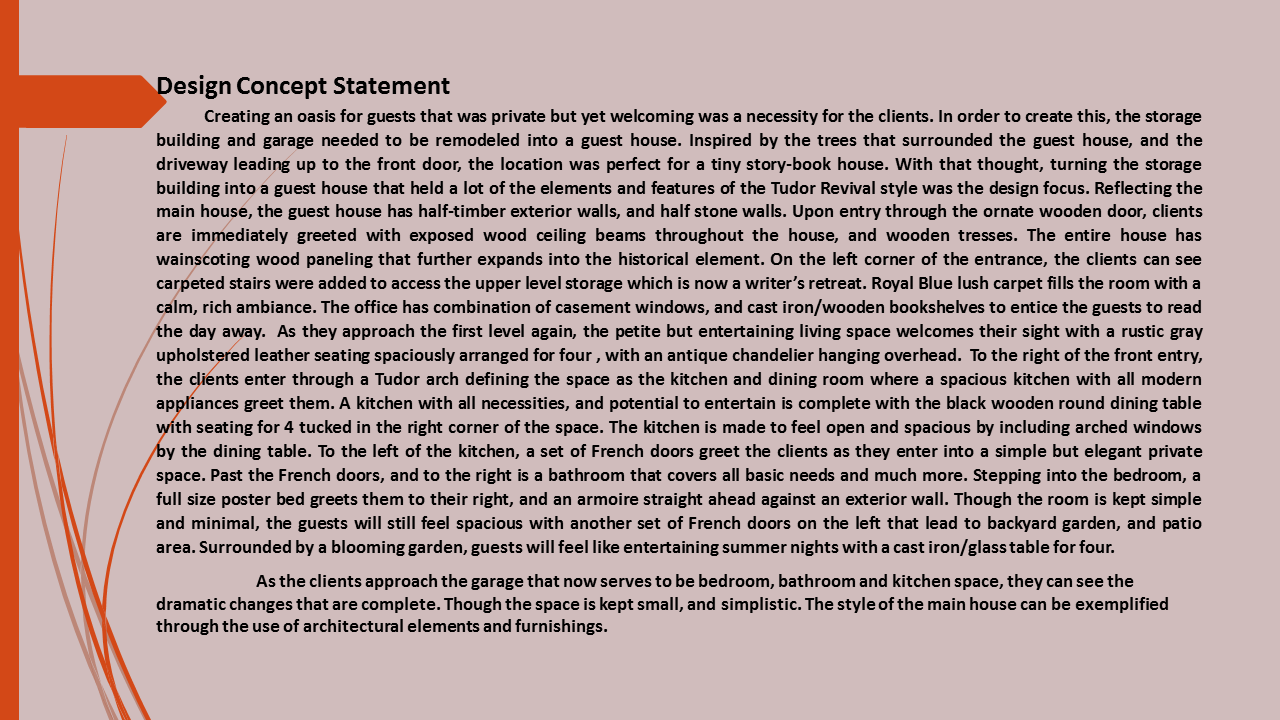 Design Concept Statement
Creating an oasis for guests that was private but yet welcoming was a necessity for the clients. In order to create this, the storage
building and garage needed to be remodeled into a guest house. Inspired by the trees that surrounded the guest house, and the
driveway leading up to the front door, the location was perfect for a tiny story-book house. With that thought, turning the storage
building into a guest house that held a lot of the elements and features of the Tudor Revival style was the design focus. Reflecting the
main house, the guest house has half-timber exterior walls, and half stone walls. Upon entry through the ornate wooden door, clients
are immediately greeted with exposed wood ceiling beams throughout the house, and wooden tresses. The entire house has
wainscoting wood paneling that further expands into the historical element. On the left corner of the entrance, the clients can see
carpeted stairs were added to access the upper level storage which is now a writer’s retreat. Royal Blue lush carpet fills the room with a
calm, rich ambiance. The office has combination of casement windows, and cast iron/wooden bookshelves to entice the guests to read
the day away.  As they approach the first level again, the petite but entertaining living space welcomes their sight with a rustic gray
upholstered leather seating spaciously arranged for four , with an antique chandelier hanging overhead.  To the right of the front entry,
the clients enter through a Tudor arch defining the space as the kitchen and dining room where a spacious kitchen with all modern
appliances greet them. A kitchen with all necessities, and potential to entertain is complete with the black wooden round dining table
with seating for 4 tucked in the right corner of the space. The kitchen is made to feel open and spacious by including arched windows
by the dining table. To the left of the kitchen, a set of French doors greet the clients as they enter into a simple but elegant private
space. Past the French doors, and to the right is a bathroom that covers all basic needs and much more. Stepping into the bedroom, a
full size poster bed greets them to their right, and an armoire straight ahead against an exterior wall. Though the room is kept simple
and minimal, the guests will still feel spacious with another set of French doors on the left that lead to backyard garden, and patio
area. Surrounded by a blooming garden, guests will feel like entertaining summer nights with a cast iron/glass table for four.
As the clients approach the garage that now serves to be bedroom, bathroom and kitchen space, they can see the
dramatic changes that are complete. Though the space is kept small, and simplistic. The style of the main house can be exemplified
through the use of architectural elements and furnishings.